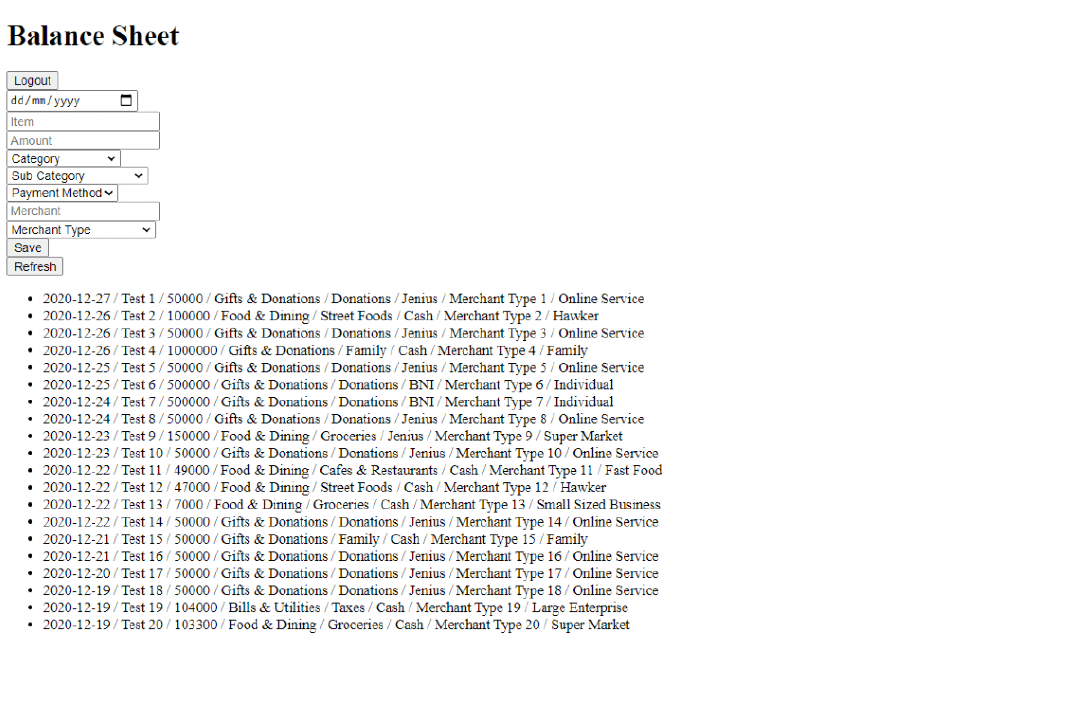 Balance Sheet
Logout
dd/mm/yyyy
Item
Amount
Category
Sub Category
Payment Method
Merchant
Merchant Type
Save
Refresh
2020-12-27 / Test 1 / 50000 / Gifts & Donations / Donations / Jenius / Merchant Type 1 / Online Service
2020-12-26 / Test 2 / 100000 / Food & Dining / Street Foods / Cash / Merchant Type 2 / Hawker
2020-12-26 / Test 3 / 50000 / Gifts & Donations / Donations / Jenius / Merchant Type 3 / Online Service
2020-12-26 / Test 4 / 1000000 / Gifts & Donations / Family / Cash / Merchant Type 4 / Family
2020-12-25 / Test 5 / 50000 / Gifts & Donations / Donations / Jenius / Merchant Type 5 / Online Service
2020-12-25 / Test 6 / 500000 / Gifts & Donations / Donations / BNI / Merchant Type 6 / Individual
2020-12-24 / Test 7 / 500000 / Gifts & Donations / Donations / BNI / Merchant Type 7 / Individual
2020-12-24 / Test 8 / 50000 / Gifts & Donations / Donations / Jenius / Merchant Type 8 / Online Service
2020-12-23 / Test 9 / 150000 / Food & Dining / Groceries / Jenius / Merchant Type 9 / Super Market
2020-12-23 / Test 10 / 50000 / Gifts & Donations / Donations / Jenius / Merchant Type 10 / Online Service
2020-12-22 / Test 11 / 49000 / Food & Dining / Cafes & Restaurants / Cash / Merchant Type 11 / Fast Food
2020-12-22 / Test 12 / 47000 / Food & Dining / Street Foods / Cash / Merchant Type 12 / Hawker
2020-12-22 / Test 13 / 7000 / Food & Dining / Groceries / Cash / Merchant Type 13 / Small Sized Business
2020-12-22 / Test 14 / 50000 / Gifts & Donations / Donations / Jenius / Merchant Type 14 / Online Service
2020-12-21 / Test 15 / 50000 / Gifts & Donations / Family / Cash / Merchant Type 15 / Family
2020-12-21 / Test 16 / 50000 / Gifts & Donations / Donations / Jenius / Merchant Type 16 / Online Service
2020-12-20 / Test 17 / 50000 / Gifts & Donations / Donations / Jenius / Merchant Type 17 / Online Service
2020-12-19 / Test 18 / 50000 / Gifts & Donations / Donations / Jenius / Merchant Type 18 / Online Service
2020-12-19 / Test 19 / 104000 / Bills & Utilities / Taxes / Cash / Merchant Type 19 / Large Enterprise
2020-12-19 / Test 20 / 103300 / Food & Dining / Groceries / Cash / Merchant Type 20 / Super Market